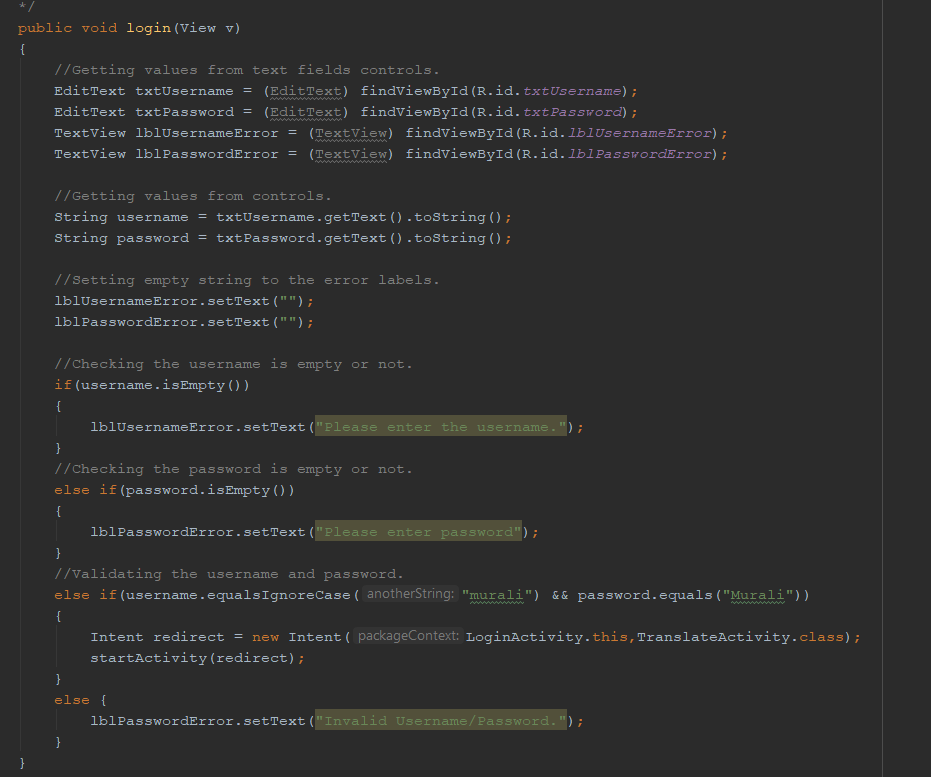 */
public void login(View v)
{
    //Getting values from text fields controls.
    EditText txtUsername = (EditText) findViewById(R.id.txtUsername);
    EditText txtPassword = (EditText) findViewById(R.id.txtPassword);
    TextView lblUsernameError = (TextView) findViewById(R.id.lblUsernameError);
    TextView lblPasswordError = (TextView) findViewById(R.id.lblPasswordError);

    //Getting values from controls.
    String username = txtUsername.getText().toString();
    String password = txtPassword.getText().toString();

    //Setting empty string to the error labels.
    lblUsernameError.setText("");
    lblPasswordError.setText("");

    //Checking the username is empty or not.
    if(username.isEmpty())
    {
        lblUsernameError.setText("Please enter the username.");
    }
    //Checking the password is empty or not.
    else if(password.isEmpty())
    {
        lblPasswordError.setText("Please enter password");
    }
    //Validating the username and password.
    else if(username.equalsIgnoreCase( anotherString: "murali") && password.equals("Murali"))
    {
        Intent redirect = new Intent( packageContext: LoginActivity.this,TranslateActivity.class);
        startActivity(redirect);
    }
    else {
        lblPasswordError.setText("Invalid Username/Password.");
    }
}